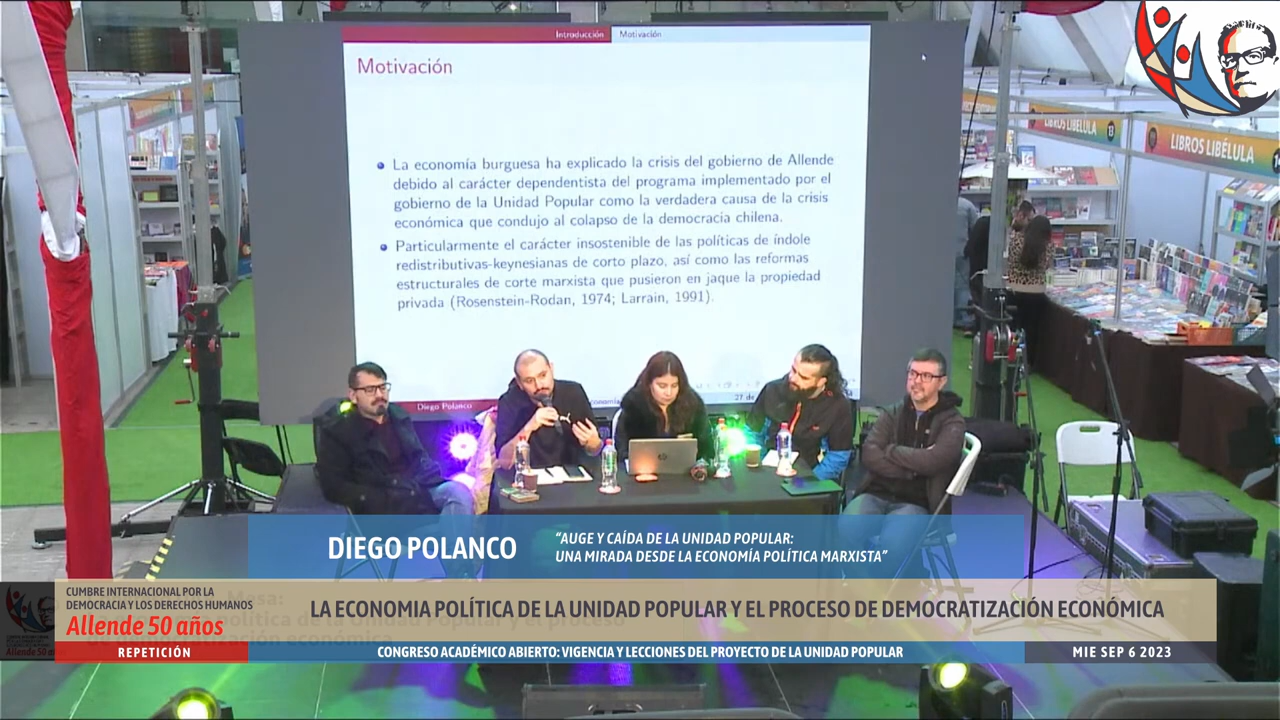 Introducción Motivación
Motivación
La economía burguesa ha explicado la crisis del gobierno de Allende
debido al carácter dependentista del programa implementado por el
gobierno de la Unidad Popular como la verdadera causa de la crisis
económica que condujo al colapso de la democracia chilena.
Particularmente el carácter insostenible de las políticas de índole
redistributivas-keynesianas de corto plazo, así como las reformas
estructurales de corte marxista que pusieron en jaque la propiedad
privada (Rosenstein-Rodan, 1974; Larrain, 1991).
LIBROS LIBÉLULA
13
LIBROS LIBÉLULA
Diego Polanco
27 de
DIEGO POLANCO
“AUGE Y CAÍDA DE LA UNIDAD POPULAR:
UNA MIRADA DESDE LA ECONOMÍA POLÍTICA MARXISTA”
CUMBRE INTERNACIONAL POR LA
DEMOCRACIA Y LOS DERECHOS HUMANOS
Allende 50 años
LA ECONOMIA POLÍTICA DE LA UNIDAD POPULAR Y EL PROCESO DE DEMOCRATIZACIÓN ECONÓMICA
REPETICIÓN
CONGRESO ACADÉMICO ABIERTO: VIGENCIA Y LECCIONES DEL PROYECTO DE LA UNIDAD POPULAR
MIE SEP 6 2023